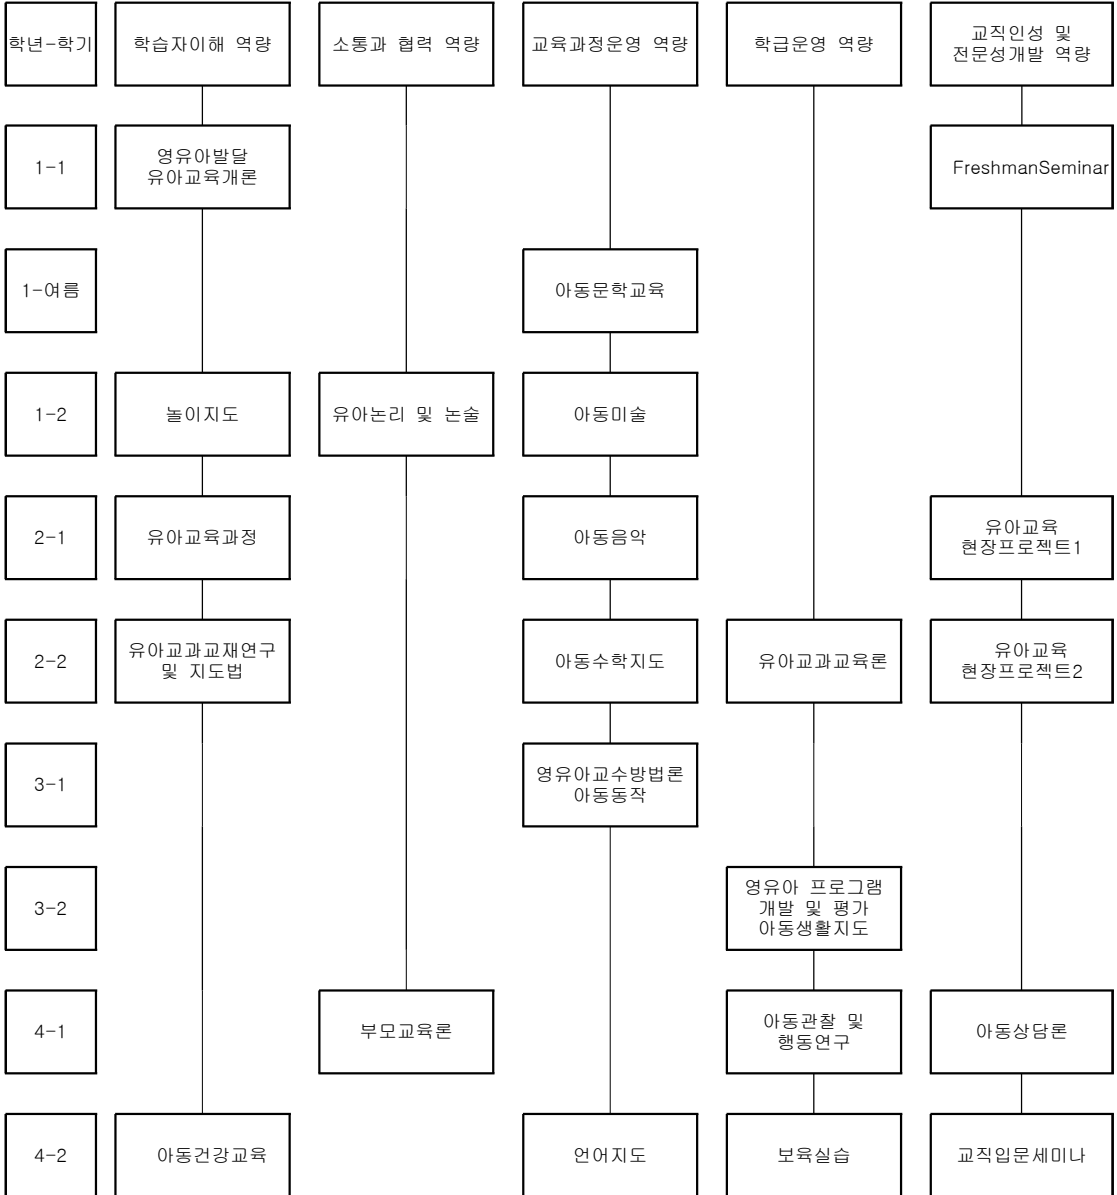 학년-학기
학습자이해 역량
소통과 협력 역량
교육과정운영 역량
학급운영 역량
교직인성 및
전문성개발 역량
1-1
영유아발달
유아교육개론
FreshmanSeminar
1-여름
아동문학교육
1-2
놀이지도
유아논리 및 논술
아동미술
2-1
유아교육과정
아동음악
유아교육
현장프로젝트1
2-2
유아교과교재연구
및 지도법
아동수학지도
유아교과교육론
유아교육
현장프로젝트2
3-1
영유아교수방법론
아동동작
3-2
영유아 프로그램
개발 및 평가
아동생활지도
4-1
부모교육론
아동관찰 및
행동연구
아동상담론
4-2
아동건강교육
언어지도
보육실습
교직입문세미나